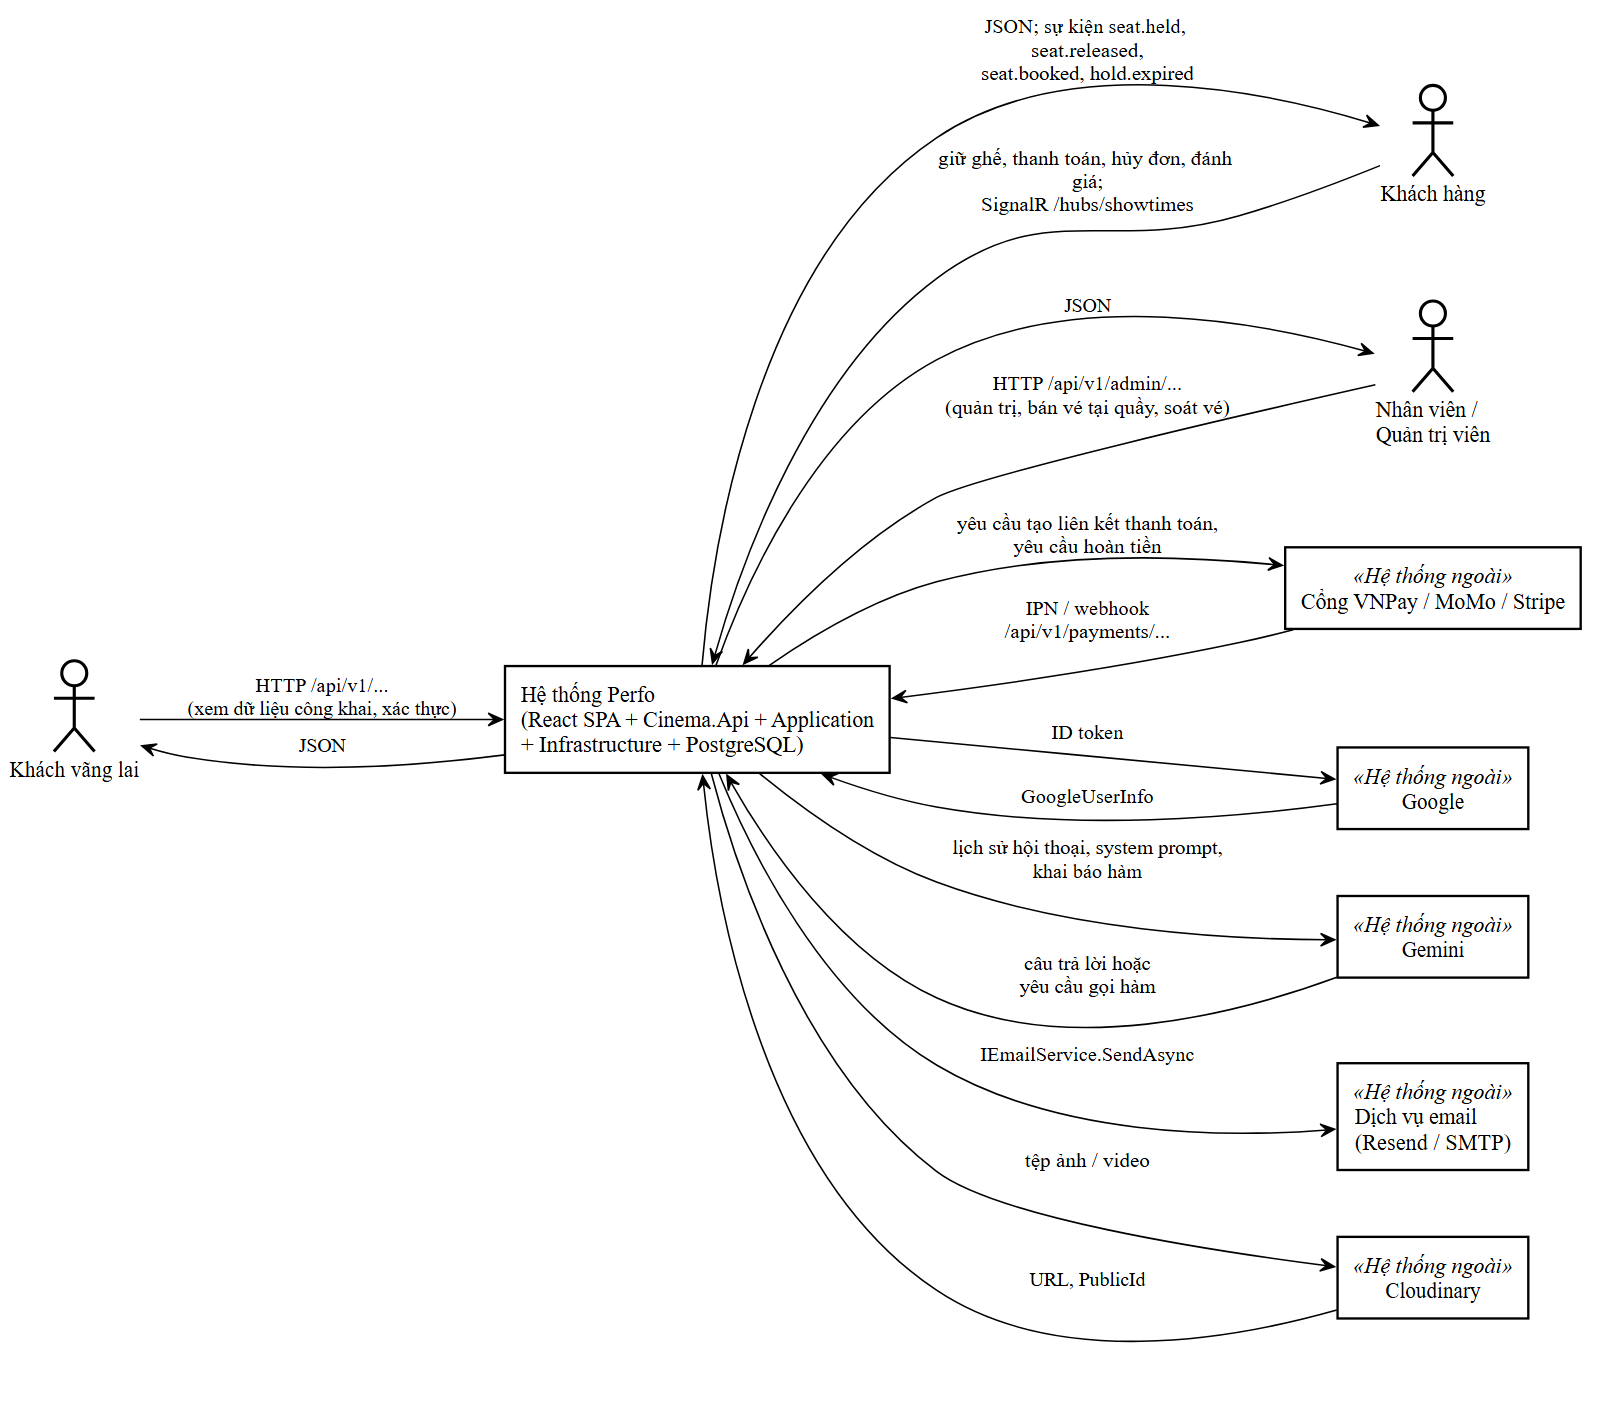 JSON; sự kiện seat.held,
seat.released,
seat.booked, hold.expired
giữ ghế, thanh toán, hủy đơn, đánh
giá;
SignalR /hubs/showtimes
Khách hàng
JSON
HTTP /api/v1/admin/...
(quản trị, bán vé tại quầy, soát vé)
Nhân viên /
Quản trị viên
yêu cầu tạo liên kết thanh toán,
yêu cầu hoàn tiền
«Hệ thống ngoài»
Cổng VNPay / MoMo / Stripe
IPN / webhook
/api/v1/payments/...
HTTP /api/v1/...
(xem dữ liệu công khai, xác thực)
JSON
Khách vãng lai
Hệ thống Perfo
(React SPA + Cinema.Api + Application
+ Infrastructure + PostgreSQL)
ID token
GoogleUserInfo
«Hệ thống ngoài»
Google
lịch sử hội thoại, system prompt,
khai báo hàm
«Hệ thống ngoài»
Gemini
câu trả lời hoặc
yêu cầu gọi hàm
IEmailService.SendAsync
«Hệ thống ngoài»
Dịch vụ email
(Resend / SMTP)
tệp ảnh / video
«Hệ thống ngoài»
Cloudinary
URL, PublicId